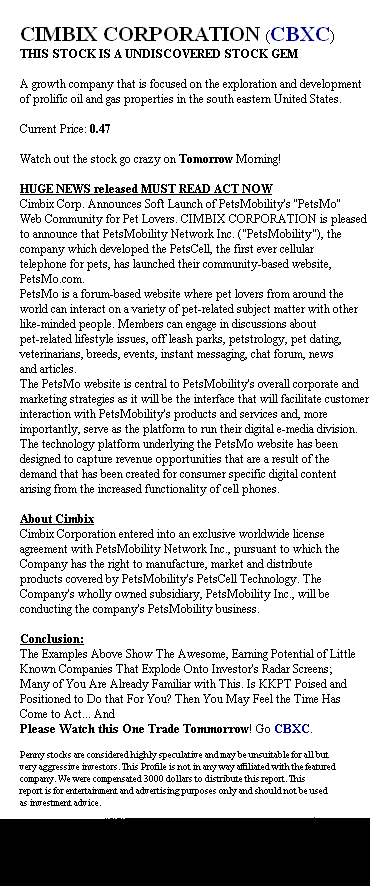 CIMBIX CORPORATION (CBXC)
THIS STOCK IS A UNDISCOVERED STOCK GEM
A growth company that is focused on the exploration and development
of prolific oil and gas properties in the south eastern United States.
Current Price: 0.47
Watch out the stock go crazy on Tomorrow Morning!
HUGE NEWS released MUST READ ACT NOW
Cimbix Corp. Announces Soft Launch of PetsMobility's "PetsMo"
Web Community for Pet Lovers. CIMBIX CORPORATION is pleased
to announce that PetsMobility Network Inc. ("PetsMobility"), the
company which developed the PetsCell, the first ever cellular
telephone for pets, has launched their community-based website,
PetsMo.com.
PetsMo is a forum-based website where pet lovers from around the
world can interact on a variety of pet-related subject matter with other
like-minded people. Members can engage in discussions about
pet-related lifestyle issues, off leash parks, petstrology, pet dating,
veterinarians, breeds, events, instant messaging, chat forum, news
and articles.
The PetsMo website is central to PetsMobility's overall corporate and
marketing strategies as it will be the interface that will facilitate customer
interaction with PetsMobility's products and services and, more
importantly, serve as the platform to run their digital e-media division.
The technology platform underlying the PetsMo website has been
designed to capture revenue opportunities that are a result of the
demand that has been created for consumer specific digital content
arising from the increased functionality of cell phones.
About Cimbix
Cimbix Corporation entered into an exclusive worldwide license
agreement with PetsMobility Network Inc., pursuant to which the
Company has the right to manufacture, market and distribute
products covered by PetsMobility's PetsCell Technology. The
Company's wholly owned subsidiary, PetsMobility Inc., will be
conducting the company's PetsMobility business.
Conclusion:
The Examples Above Show The Awesome, Earning Potential of Little
Known Companies That Explode Onto Investor's Radar Screens;
Many of You Are Already Familiar with This. Is KKPT Poised and
Positioned to Do that For You? Then You May Feel the Time Has
Come to Act... And
Please Watch this One Trade Tommorrow! Go CBXC.
Penny stocks are considered highly speculative and may be unsuitable for all but
very aggressive investors. This Profile is not in any way affiliated with the featured
company. We were compensated 3000 dollars to distribute this report. This
report is for entertainment and advertising purposes only and should not be used
as investment advice.